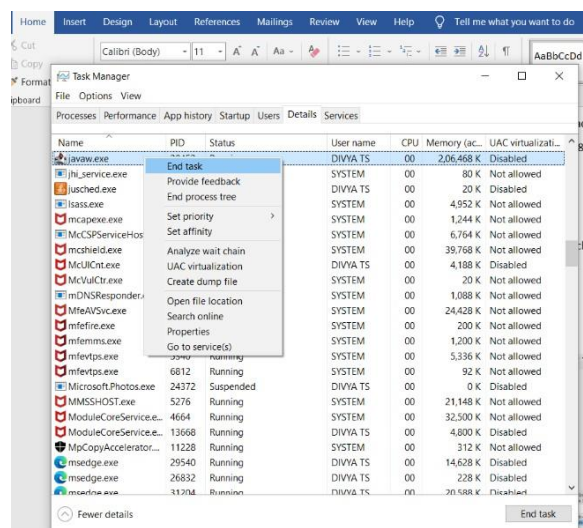 Home Insert Design Layout References Mailings Review View Help Tell me what you want to do
Cut
Copy
Format
ipboard
Calibri (Body) 11 A A Aa
AaBbCcDd
Task Manager
File Options View
Processes Performance App history Startup Users Details Services
Name PID Status User name CPU Memory (ac... UAC virtualizati...
javaw.exe DIVYA TS 00 2,06,468 K Disabled
jhi_service.exe SYSTEM 00 80 K Not allowed
jusched.exe DIVYA TS 00 20 K Disabled
lsass.exe SYSTEM 00 4,952 K Not allowed
mcapexe.exe SYSTEM 00 1,244 K Not allowed
McCSPServiceHos SYSTEM 00 6,764 K Not allowed
mcshield.exe SYSTEM 00 39,768 K Not allowed
McUICnt.exe DIVYA TS 00 4,188 K Disabled
McVulCtr.exe SYSTEM 00 20 K Not allowed
mDNSResponder. SYSTEM 00 1,088 K Not allowed
MfeAVSvc.exe SYSTEM 00 24,428 K Not allowed
mfefire.exe SYSTEM 00 200 K Not allowed
mfemms.exe SYSTEM 00 1,200 K Not allowed
mfevtps.exe Running SYSTEM 00 5,336 K Not allowed
mfevtps.exe 6812 Running SYSTEM 00 92 K Not allowed
Microsoft.Photos.exe 24372 Suspended DIVYA TS 00 0 K Disabled
MMSSHOST.exe 5276 Running SYSTEM 00 21,148 K Not allowed
ModuleCoreService.e... 4664 Running SYSTEM 00 32,500 K Not allowed
ModuleCoreService.e... 13668 Running DIVYA TS 00 4,800 K Disabled
MpCopyAccelerator.... 11228 Running SYSTEM 00 312 K Not allowed
msedge.exe 29540 Running DIVYA TS 00 14,628 K Disabled
msedge.exe 26832 Running DIVYA TS 00 228 K Disabled
msedge.exe 31204 Running DIVYA TS 00 20,588 K Disabled
End task
Provide feedback
End process tree
Set priority
Set affinity
Analyze wait chain
UAC virtualization
Create dump file
Open file location
Search online
Properties
Go to service(s)
Fewer details End task